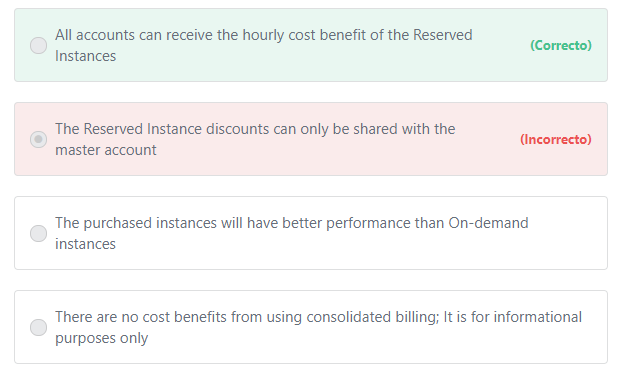 All accounts can receive the hourly cost benefit of the Reserved
Instances
(Correcto)
The Reserved Instance discounts can only be shared with the
master account
(Incorrecto)
The purchased instances will have better performance than On-demand
instances
There are no cost benefits from using consolidated billing; It is for informational
purposes only